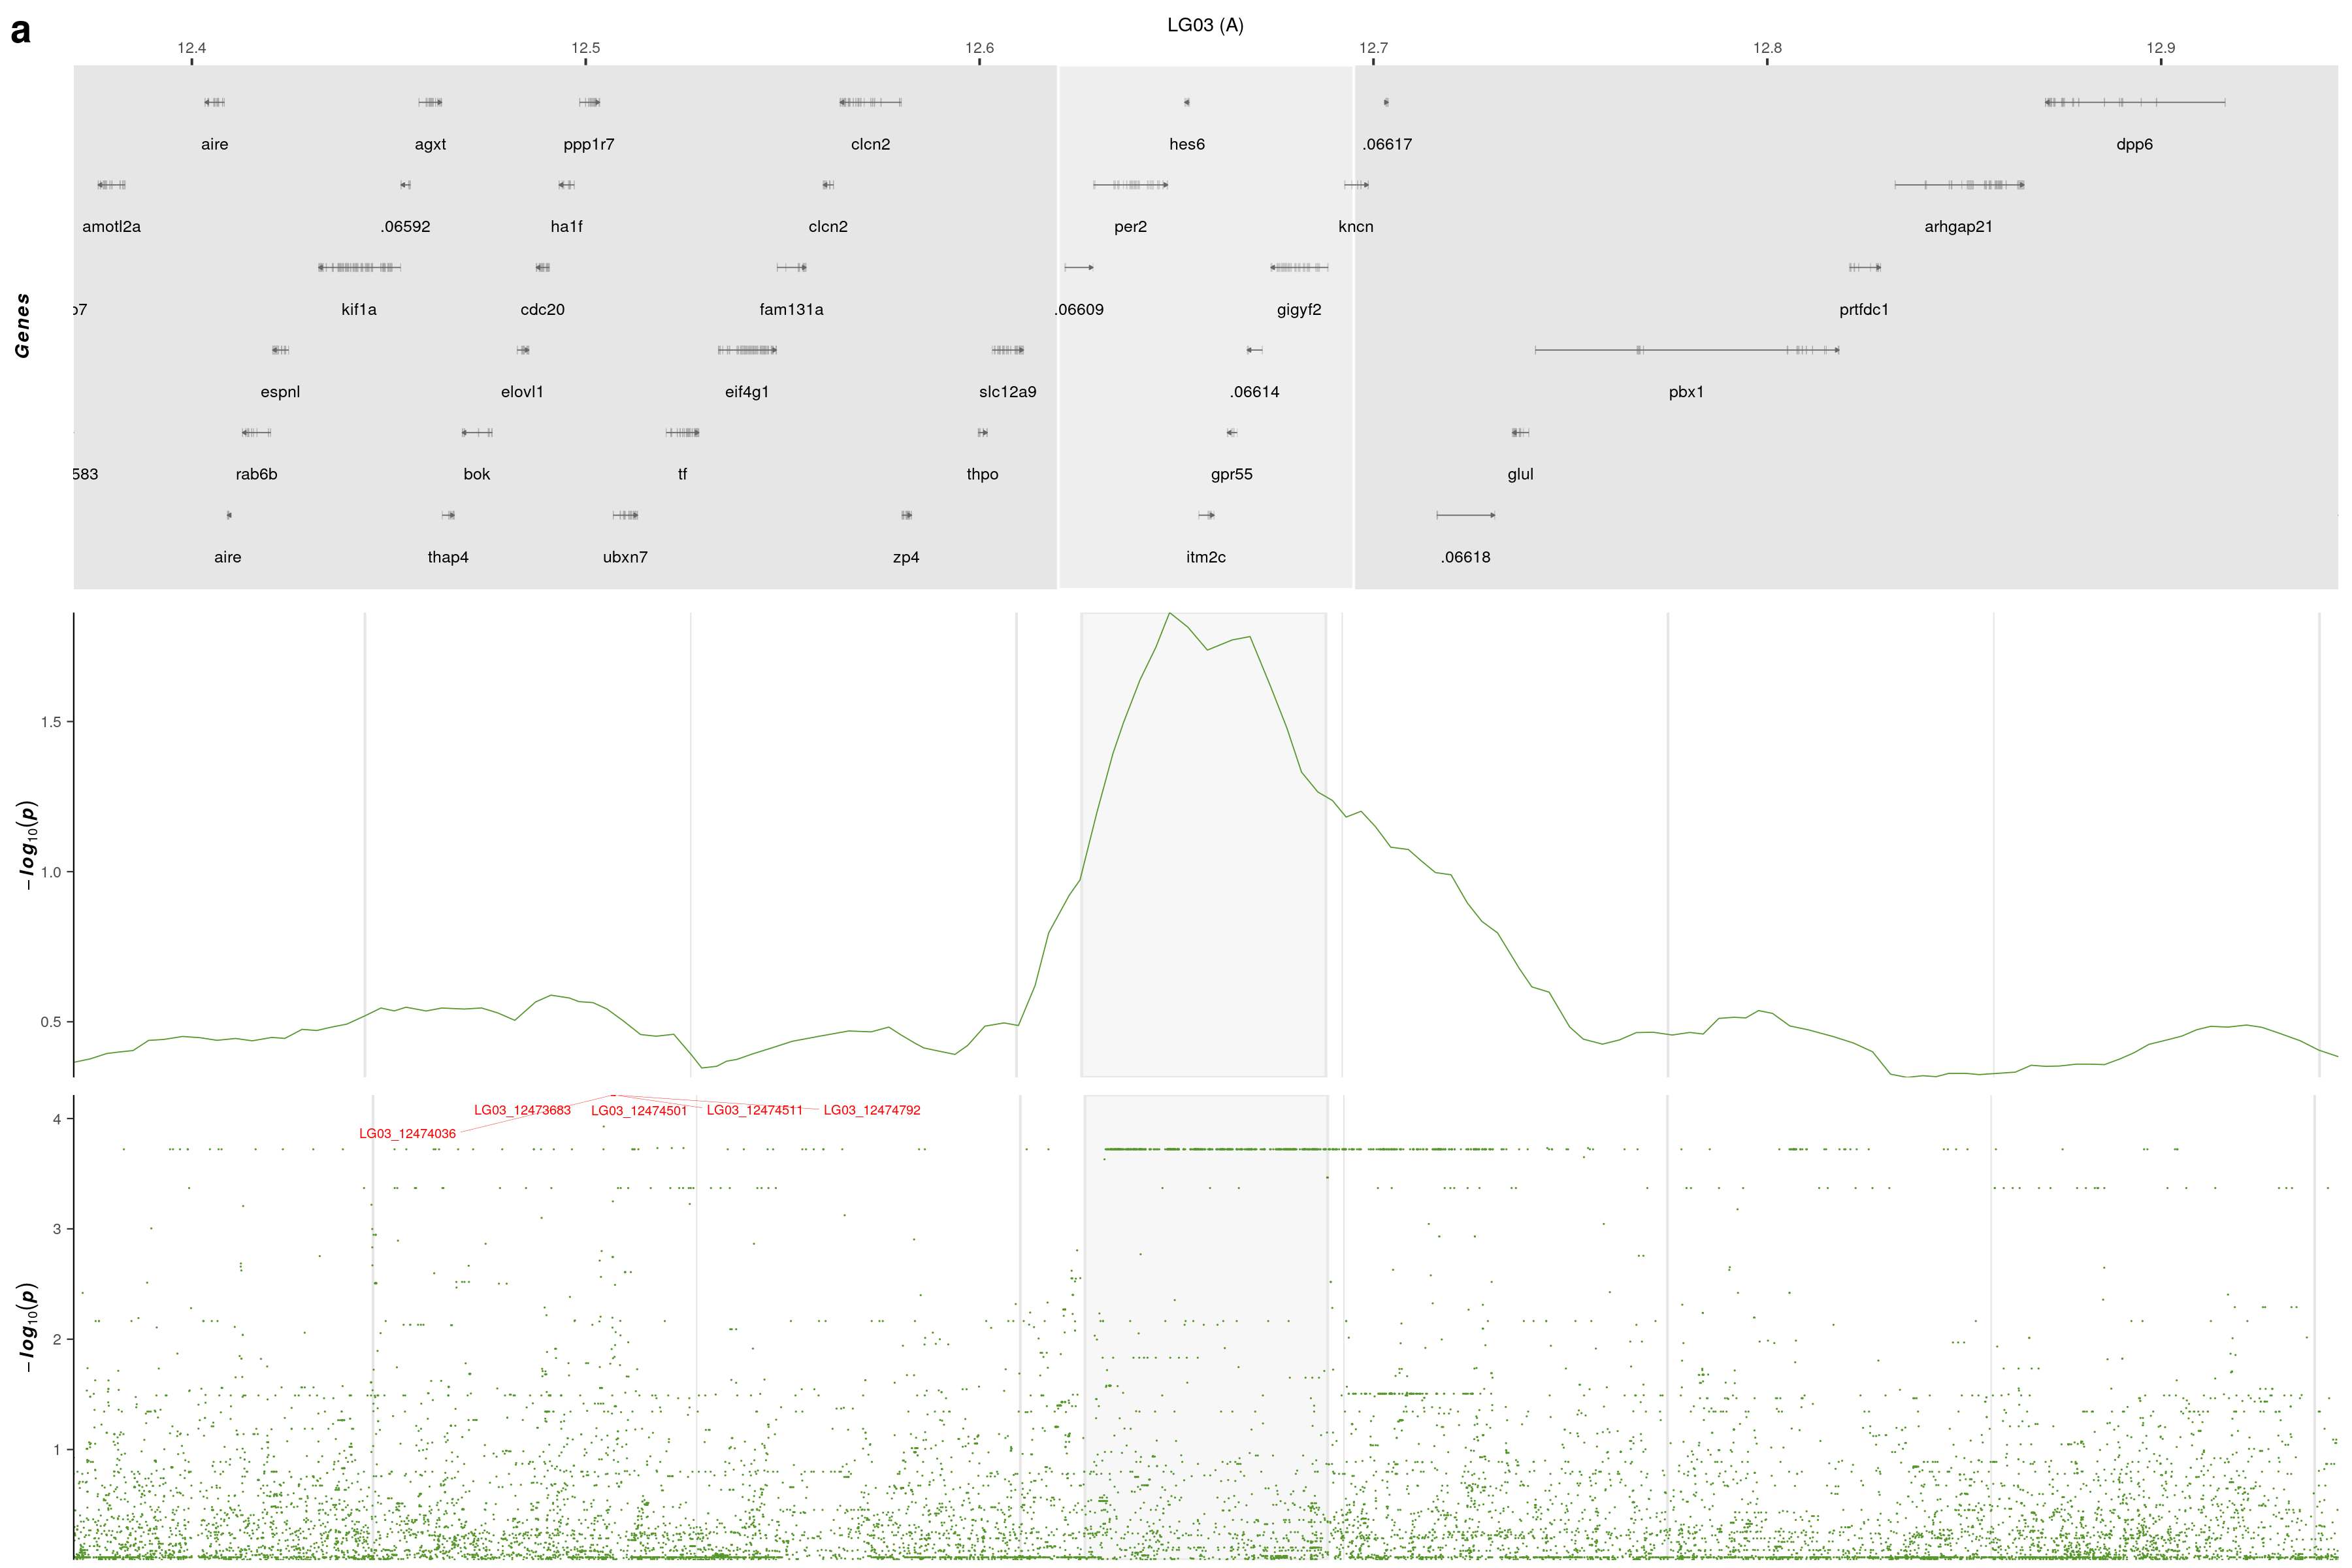 a
LG03 (A)
12.4 12.5 12.6 12.7 12.8 12.9
aire agxt ppp1r7 clcn2 hes6 .06617 dpp6
amotl2a .06592 ha1f clcn2 per2 kncn arhgap21
b7 kif1a cdc20 fam131a .06609 gigyf2 prtfdc1
Genes
espnl elovl1 eif4g1 slc12a9 .06614 pbx1
583 rab6b bok tf thpo gpr55 glul
aire thap4 ubxn7 zp4 itm2c .06618
1.5
−log10(p)
1.0
0.5
4
LG03_12473683 LG03_12474501 LG03_12474511 LG03_12474792
LG03_12474036
3
−log10(p)
2
1